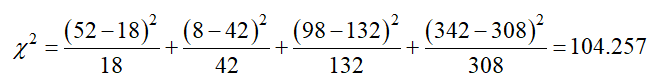 χ² = (52 − 18)²/18 + (8 − 42)²/42 + (98 − 132)²/132 + (342 − 308)²/308 = 104.257